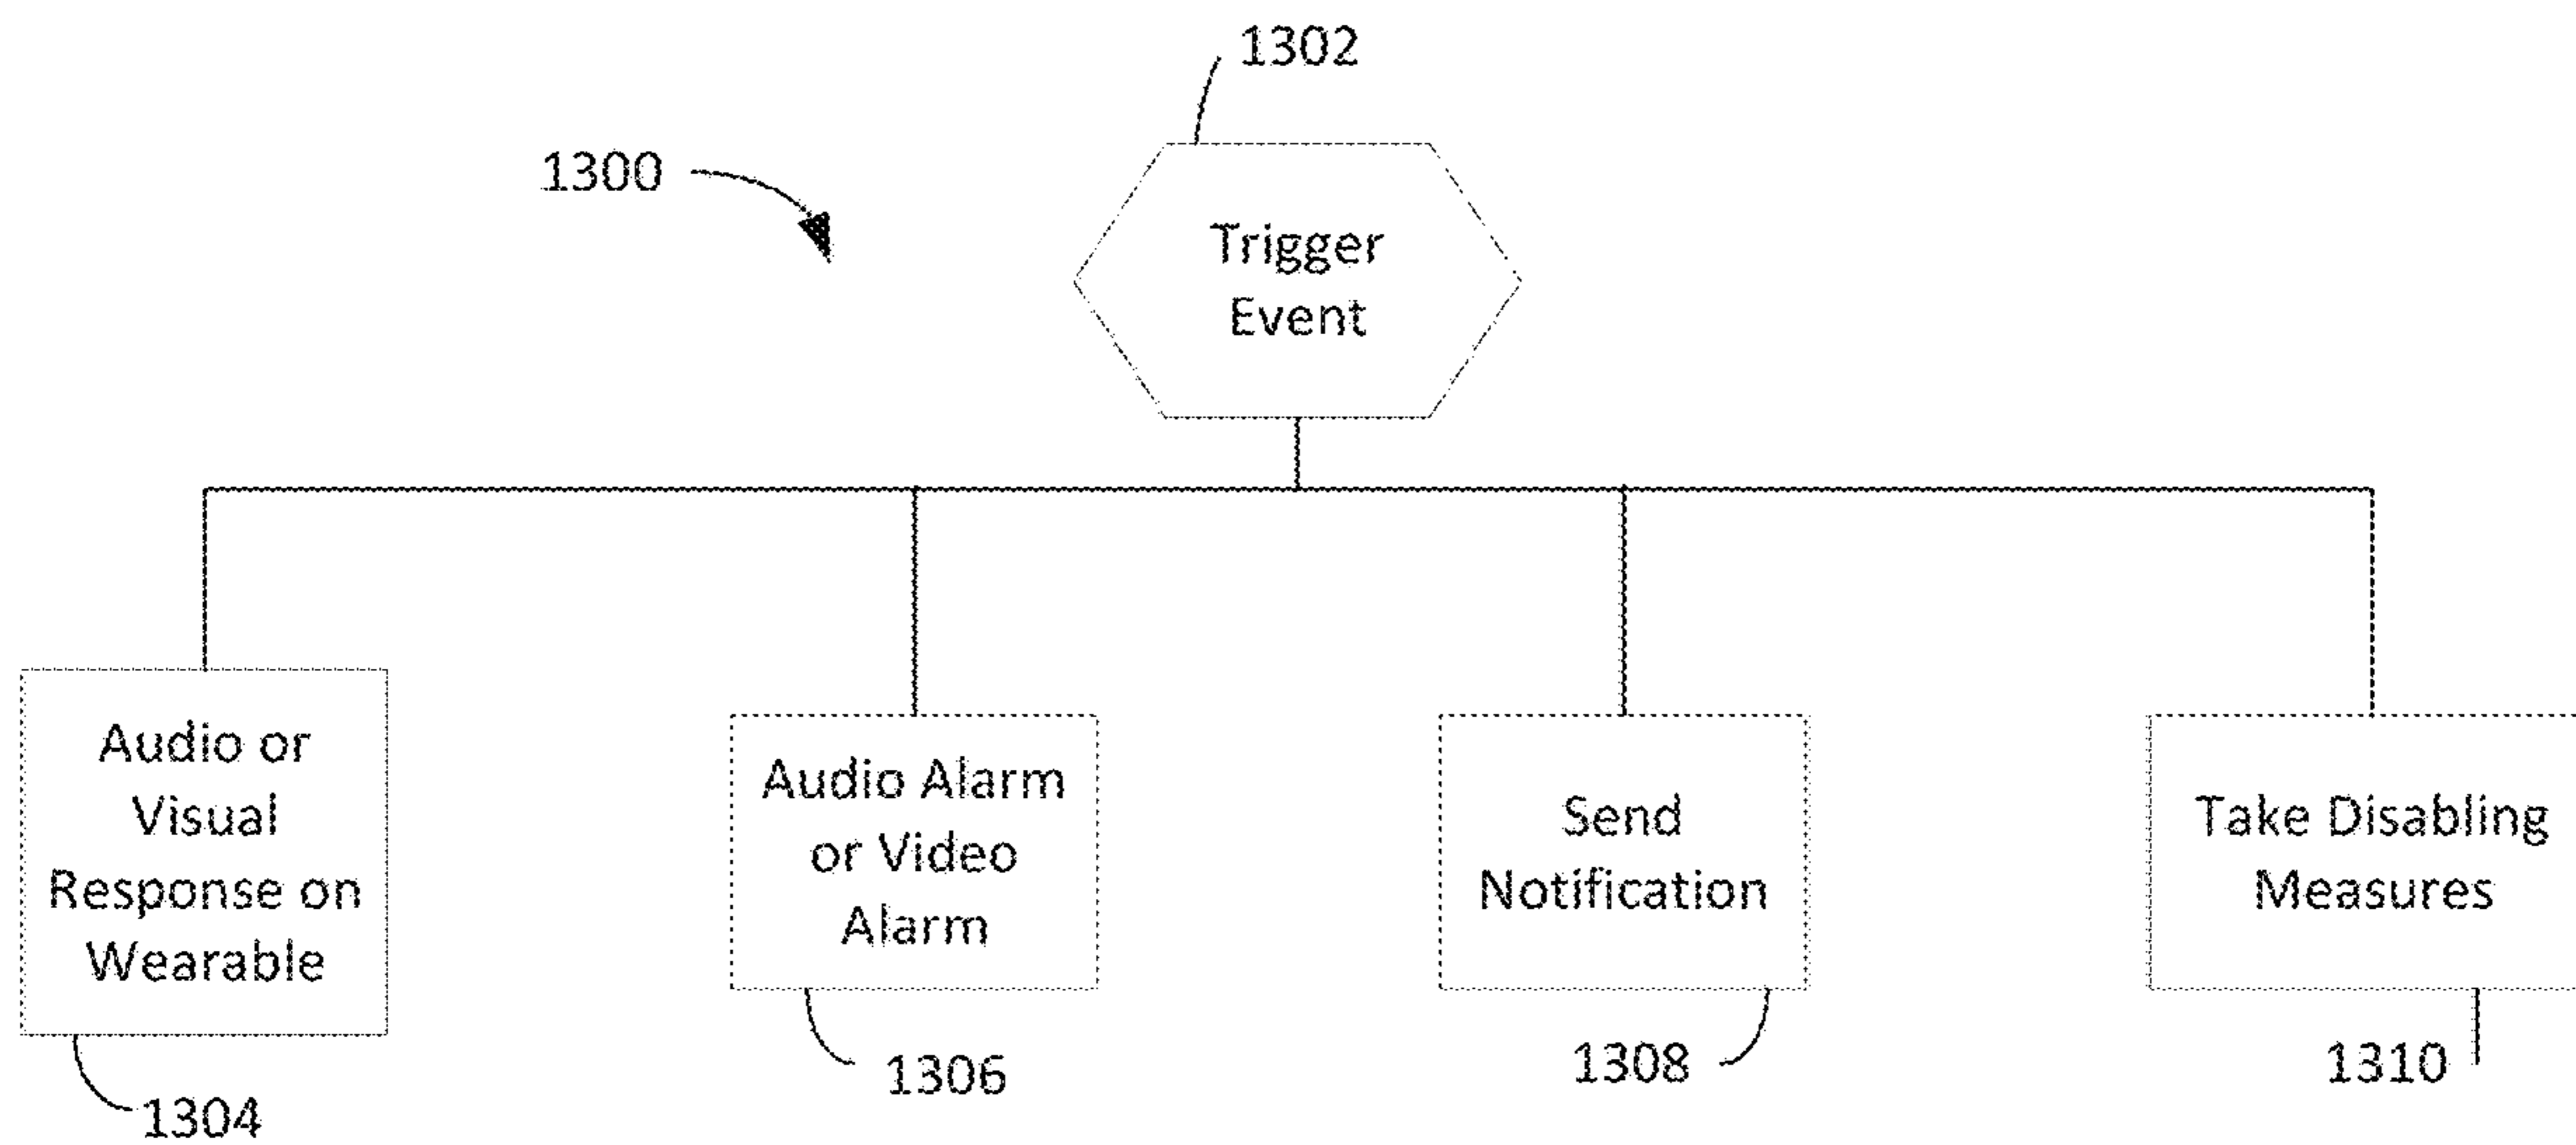 1302
1300
Trigger
Event
Audio or
Visual
Response on
Wearable
Audio Alarm
or Video
Alarm
Send
Notification
Take Disabling
Measures
1304
1306
1308
1310